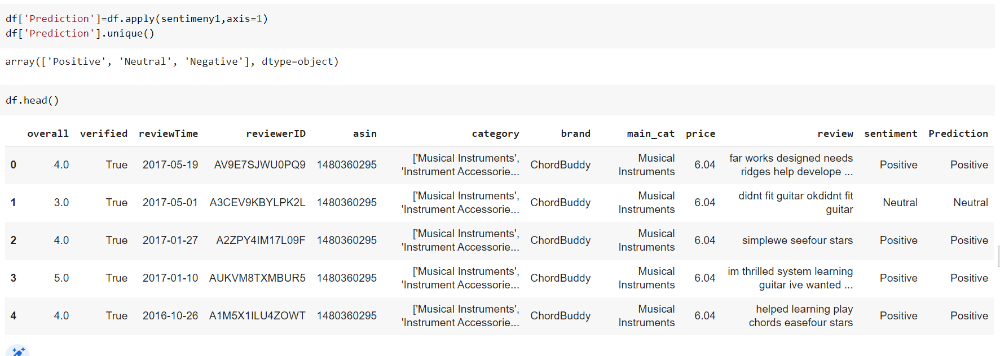 df['Prediction']=df.apply(sentimeny1,axis=1)
df['Prediction'].unique()
array(['Positive', 'Neutral', 'Negative'], dtype=object)
df.head()
overall verified reviewTime reviewerID asin category brand main_cat price review sentiment Prediction
0 4.0 True 2017-05-19 AV9E7SJWU0PQ9 1480360295 ['Musical Instruments', 'Instrument Accessorie... ChordBuddy Musical Instruments 6.04 far works designed needs ridges help develope ... Positive Positive
1 3.0 True 2017-05-01 A3CEV9KBYLPK2L 1480360295 ['Musical Instruments', 'Instrument Accessorie... ChordBuddy Musical Instruments 6.04 didnt fit guitar okdidnt fit guitar Neutral Neutral
2 4.0 True 2017-01-27 A2ZPY4IM17L09F 1480360295 ['Musical Instruments', 'Instrument Accessorie... ChordBuddy Musical Instruments 6.04 simplewe seefour stars Positive Positive
3 5.0 True 2017-01-10 AUKVM8TXMBUR5 1480360295 ['Musical Instruments', 'Instrument Accessorie... ChordBuddy Musical Instruments 6.04 im thrilled system learning guitar ive wanted ... Positive Positive
4 4.0 True 2016-10-26 A1M5X1ILU4ZOWT 1480360295 ['Musical Instruments', 'Instrument Accessorie... ChordBuddy Musical Instruments 6.04 helped learning play chords easefour stars Positive Positive